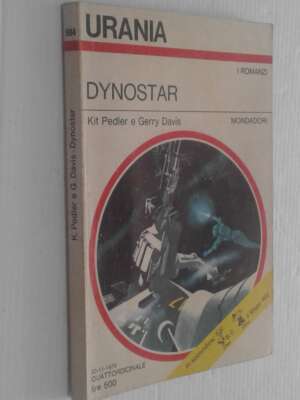 URANIA
I ROMANZI
DYNOSTAR
Kit Pedler e Gerry Davis
MONDADORI
QUATTORDICINALE
lire 600
K. Pedler e G. Davis - Dynostar